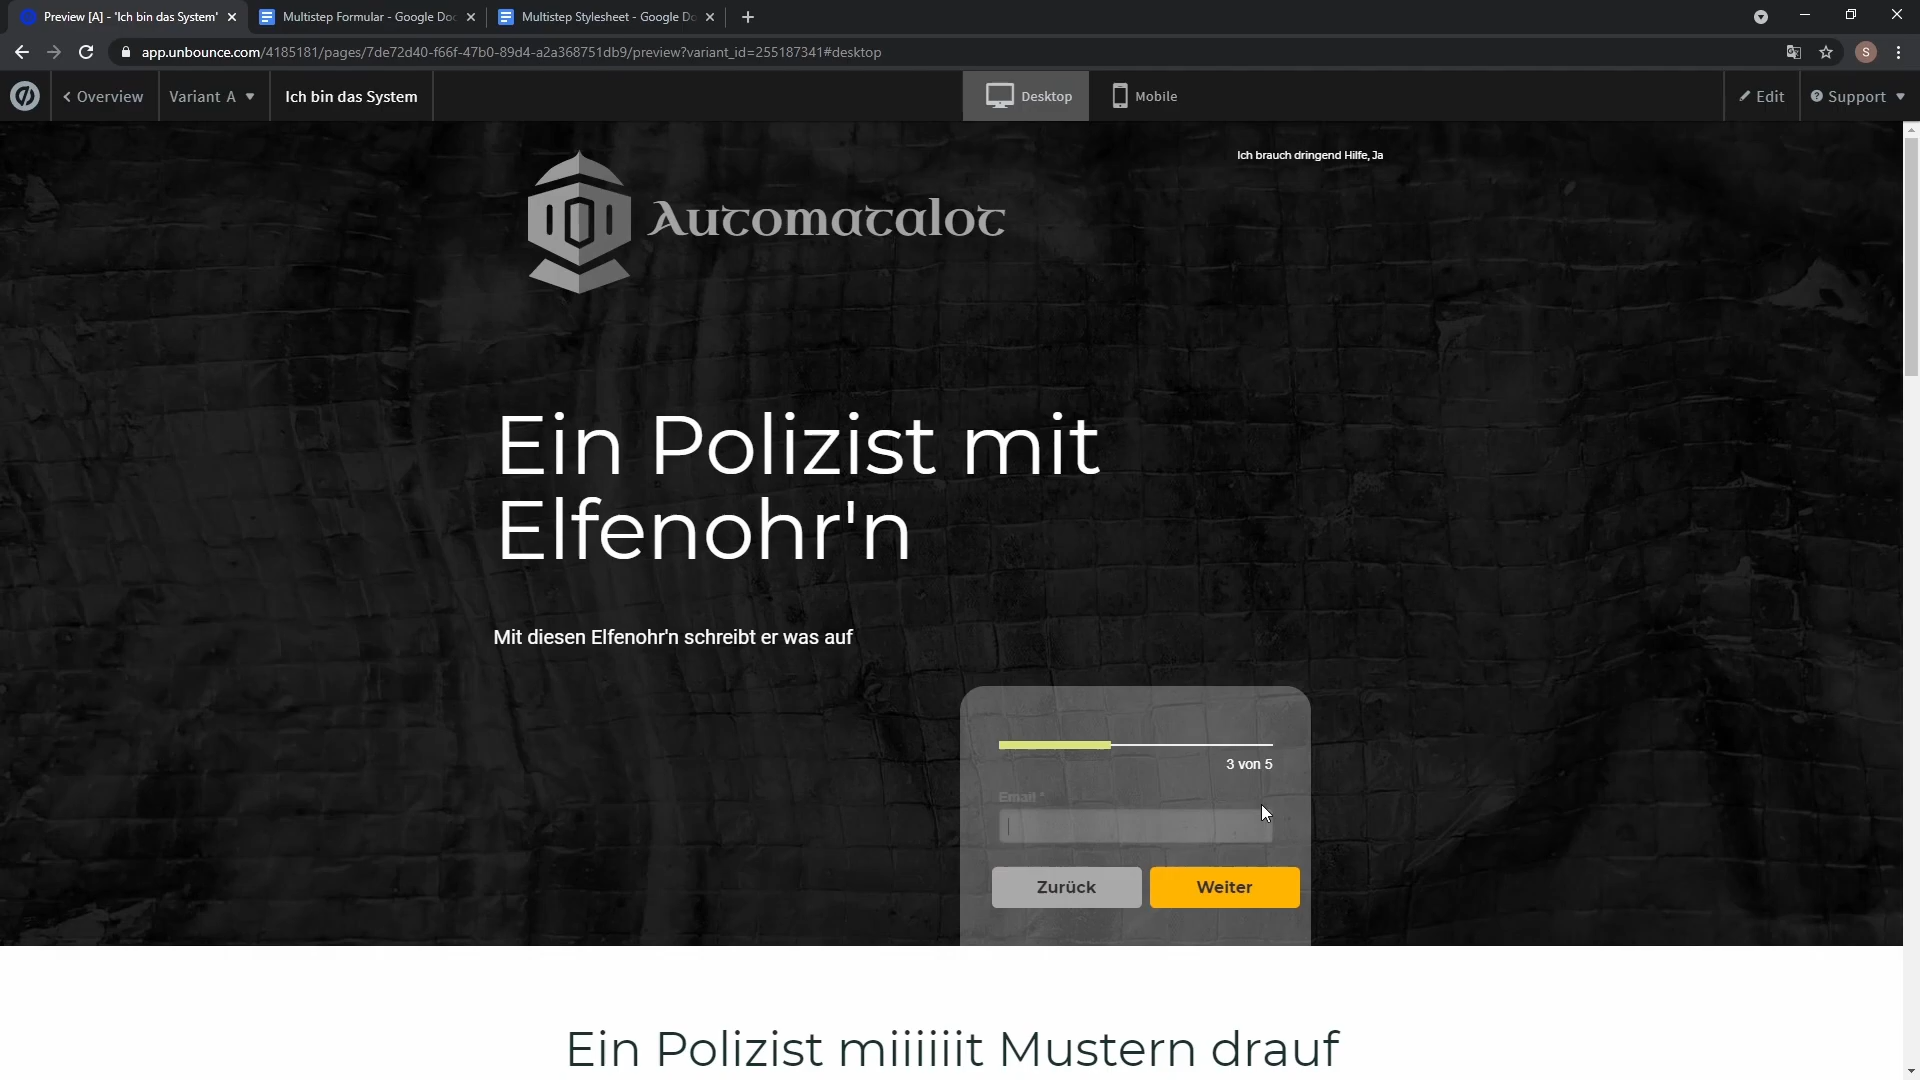 Preview [A] - 'Ich bin das System'
Multistep Formular - Google Doc
Multistep Stylesheet - Google Do
app.unbounce.com/4185181/pages/7de72d40-f66f-47b0-89d4-a2a368751db9/preview?variant_id=255187341#desktop
S
Overview
Variant A
Ich bin das System
Desktop
Mobile
Edit
Support
Ich brauch dringend Hilfe, Ja
Automatalot
Ein Polizist mit
Elfenohr'n
Mit diesen Elfenohr'n schreibt er was auf
3 von 5
Email *
Zurück
Weiter
Ein Polizist miiiiiit Mustern drauf